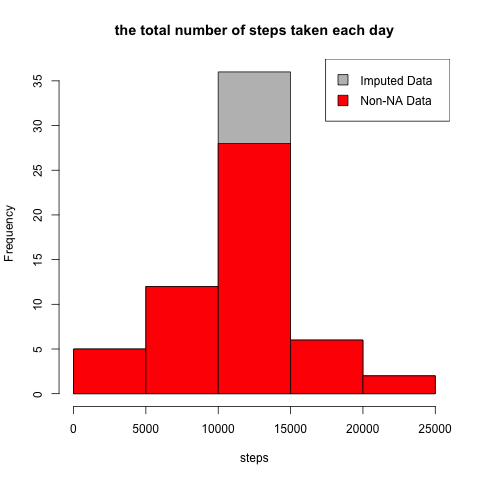 the total number of steps taken each day
Imputed Data
Non-NA Data
Frequency
35
30
25
20
15
10
5
0
0 5000 10000 15000 20000 25000
steps